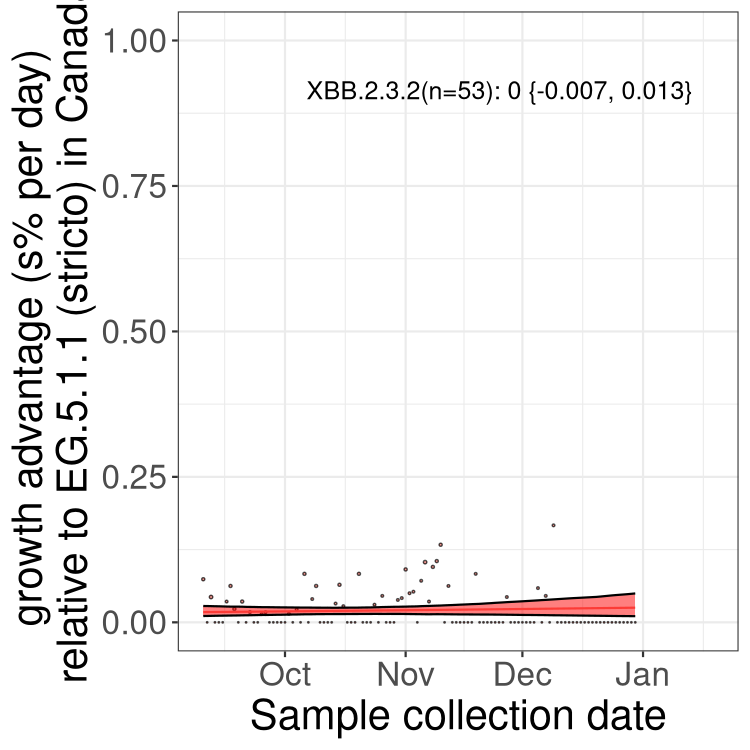 growth advantage (s% per day)
relative to EG.5.1.1 (stricto) in Canada
1.00
0.75
0.50
0.25
0.00
XBB.2.3.2(n=53): 0 {-0.007, 0.013}
Oct Nov Dec Jan
Sample collection date